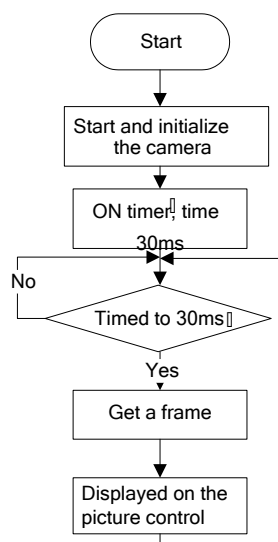 Start
Start and initialize
the camera
ON timer, time
30ms
No
Timed to 30ms
Yes
Get a frame
Displayed on the
picture control